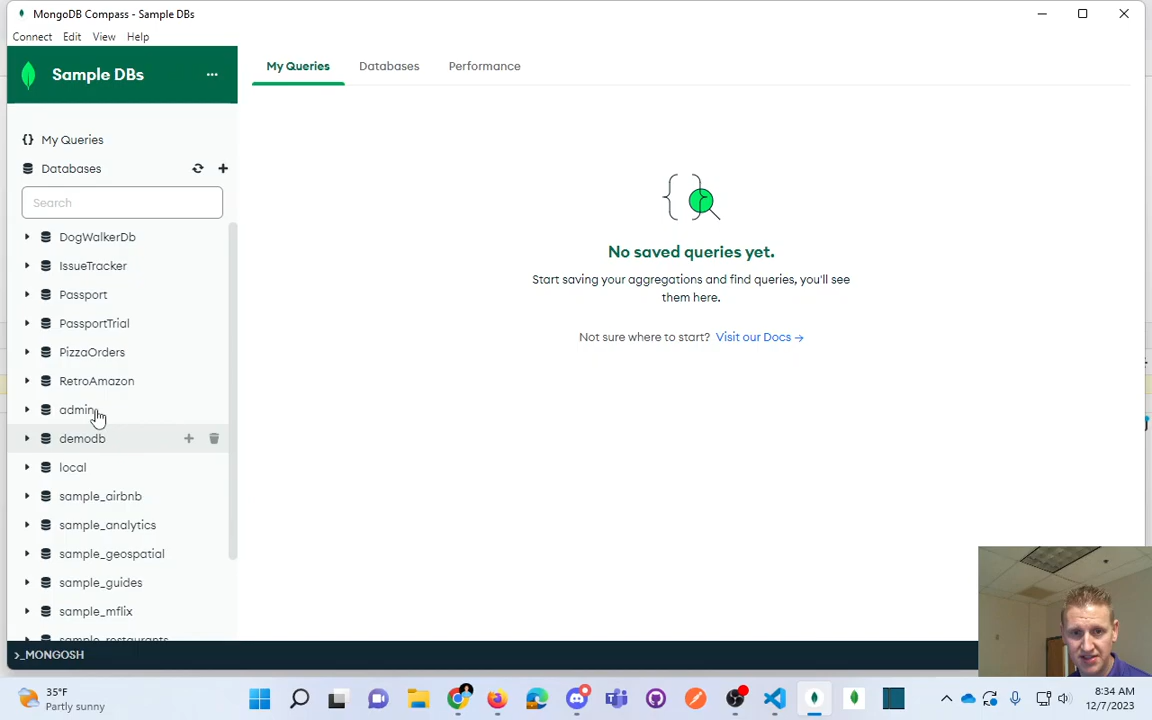 MongoDB Compass - Sample DBs
Connect Edit View Help
Sample DBs
My Queries Databases Performance
My Queries
Databases
Search
DogWalkerDb
IssueTracker
Passport
PassportTrial
PizzaOrders
RetroAmazon
admin
demodb
local
sample_airbnb
sample_analytics
sample_geospatial
sample_guides
sample_mflix
sample_restaurants
No saved queries yet.
Start saving your aggregations and find queries, you'll see
them here.
Not sure where to start? Visit our Docs →
>_MONGOSH
35°F
Partly sunny
8:34 AM
12/7/2023